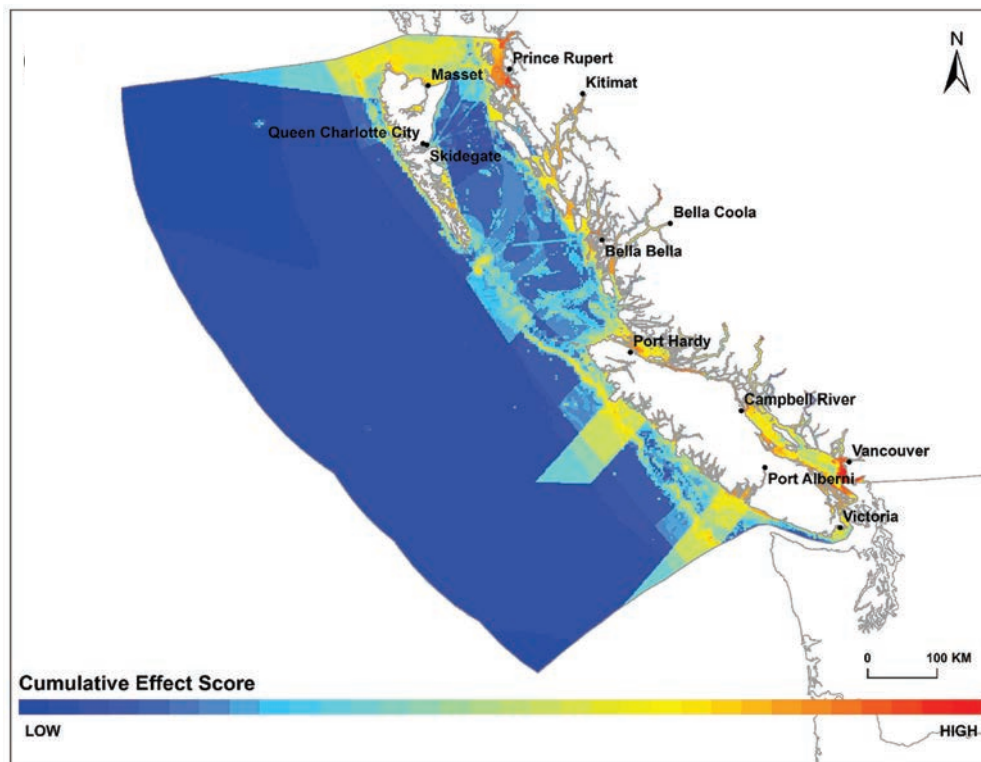 N
Prince Rupert
Kitimat
Masset
Queen Charlotte City
Skidegate
Bella Coola
Bella Bella
Port Hardy
Campbell River
Vancouver
Port Alberni
Victoria
0 100 KM
Cumulative Effect Score
LOW HIGH